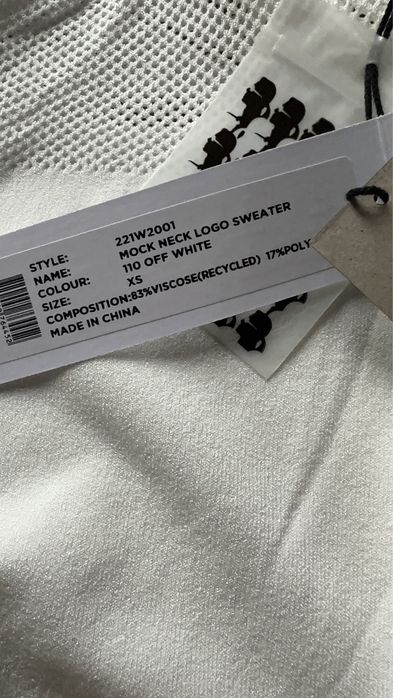 STYLE: 221W2001
NAME: MOCK NECK LOGO SWEATER
COLOUR: 110 OFF WHITE
SIZE: XS
COMPOSITION:83%VISCOSE(RECYCLED) 17%POLY
MADE IN CHINA